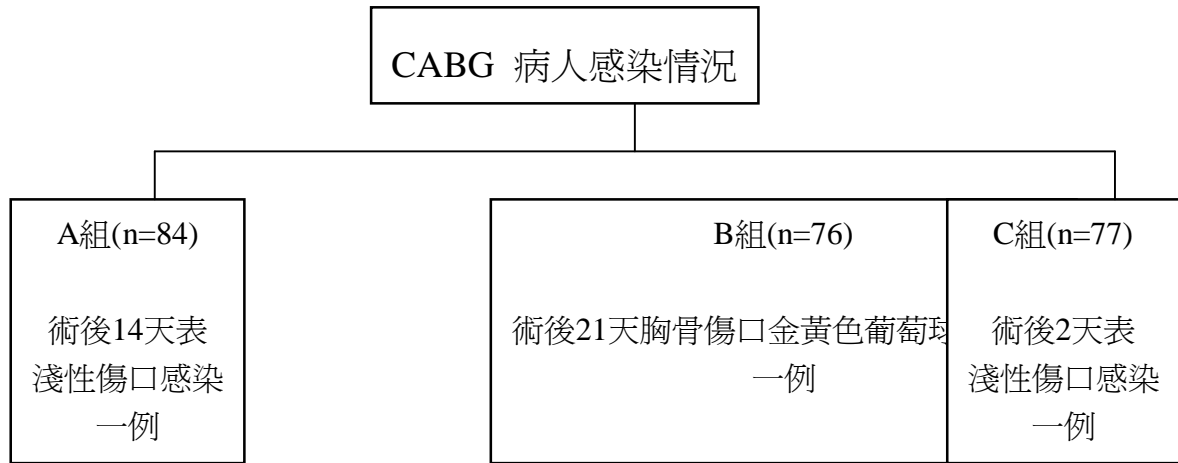 CABG 病人感染情況
A組(n=84)
術後14天表
淺性傷口感染
一例
B組(n=76)
術後21天胸骨傷口金黃色葡萄
一例
C組(n=77)
術後2天表
淺性傷口感染
一例